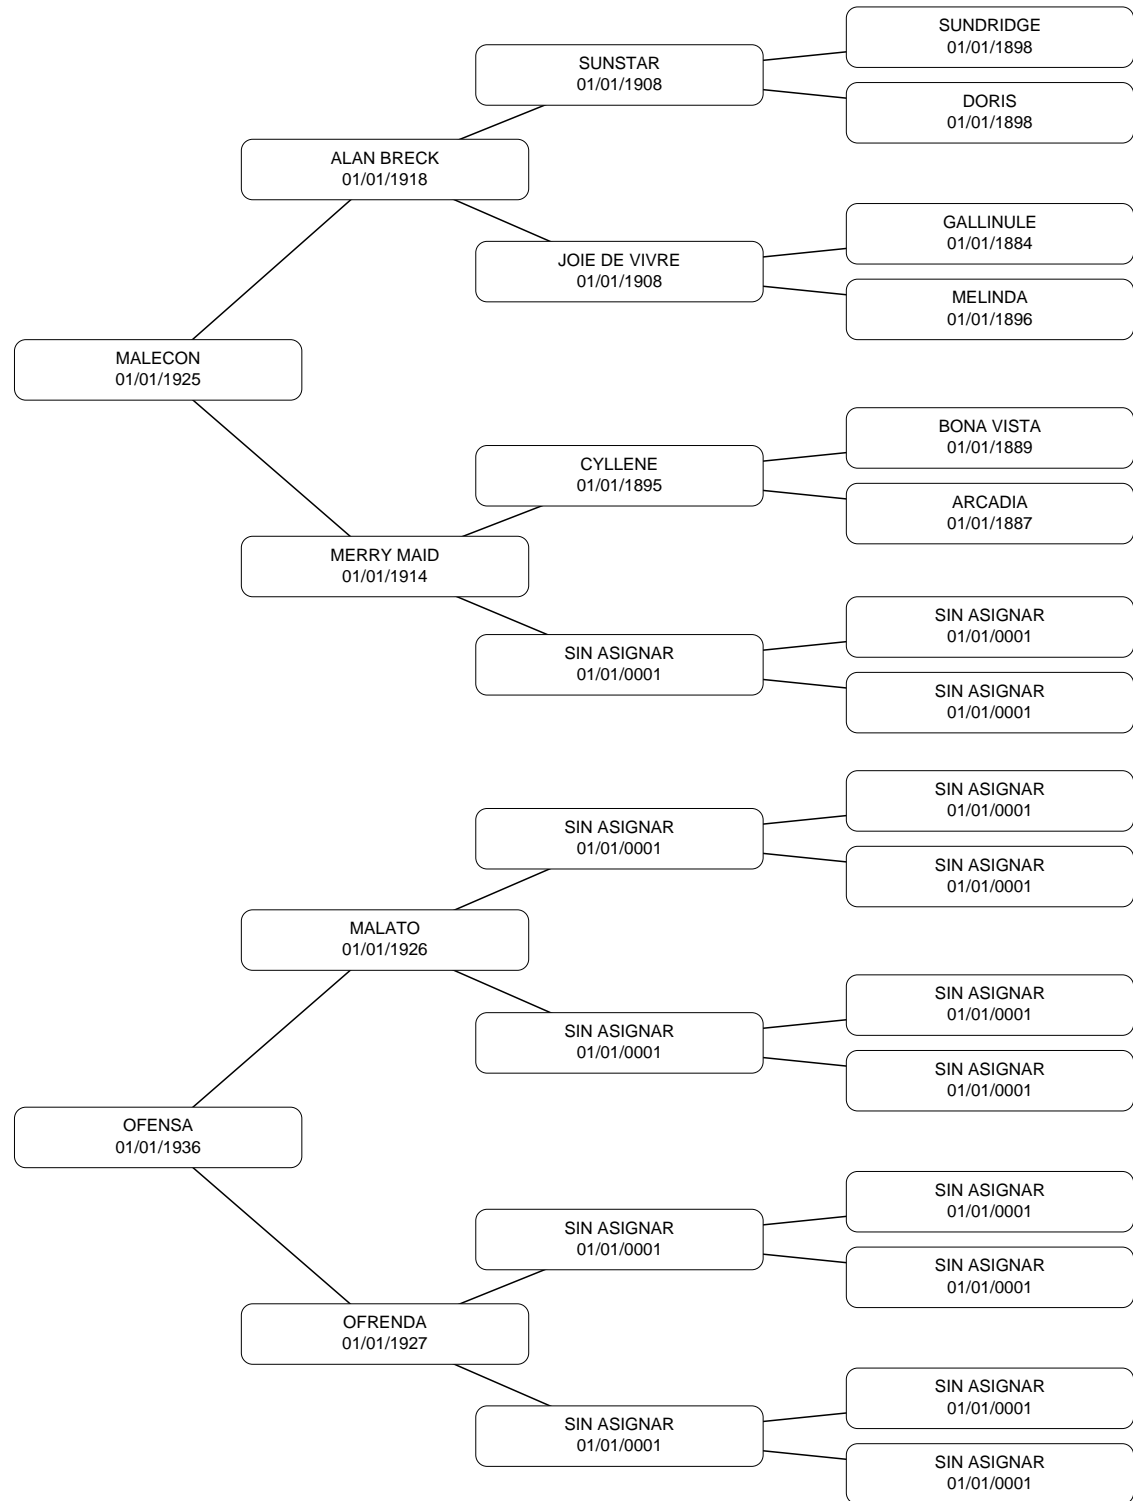 SUNDRIDGE
01/01/1898
SUNSTAR
01/01/1908
DORIS
01/01/1898
ALAN BRECK
01/01/1918
GALLINULE
01/01/1884
JOIE DE VIVRE
01/01/1908
MELINDA
01/01/1896
MALECON
01/01/1925
BONA VISTA
01/01/1889
CYLLENE
01/01/1895
ARCADIA
01/01/1887
MERRY MAID
01/01/1914
SIN ASIGNAR
01/01/0001
SIN ASIGNAR
01/01/0001
SIN ASIGNAR
01/01/0001
SIN ASIGNAR
01/01/0001
SIN ASIGNAR
01/01/0001
SIN ASIGNAR
01/01/0001
MALATO
01/01/1926
SIN ASIGNAR
01/01/0001
SIN ASIGNAR
01/01/0001
SIN ASIGNAR
01/01/0001
OFENSA
01/01/1936
SIN ASIGNAR
01/01/0001
SIN ASIGNAR
01/01/0001
SIN ASIGNAR
01/01/0001
OFRENDA
01/01/1927
SIN ASIGNAR
01/01/0001
SIN ASIGNAR
01/01/0001
SIN ASIGNAR
01/01/0001